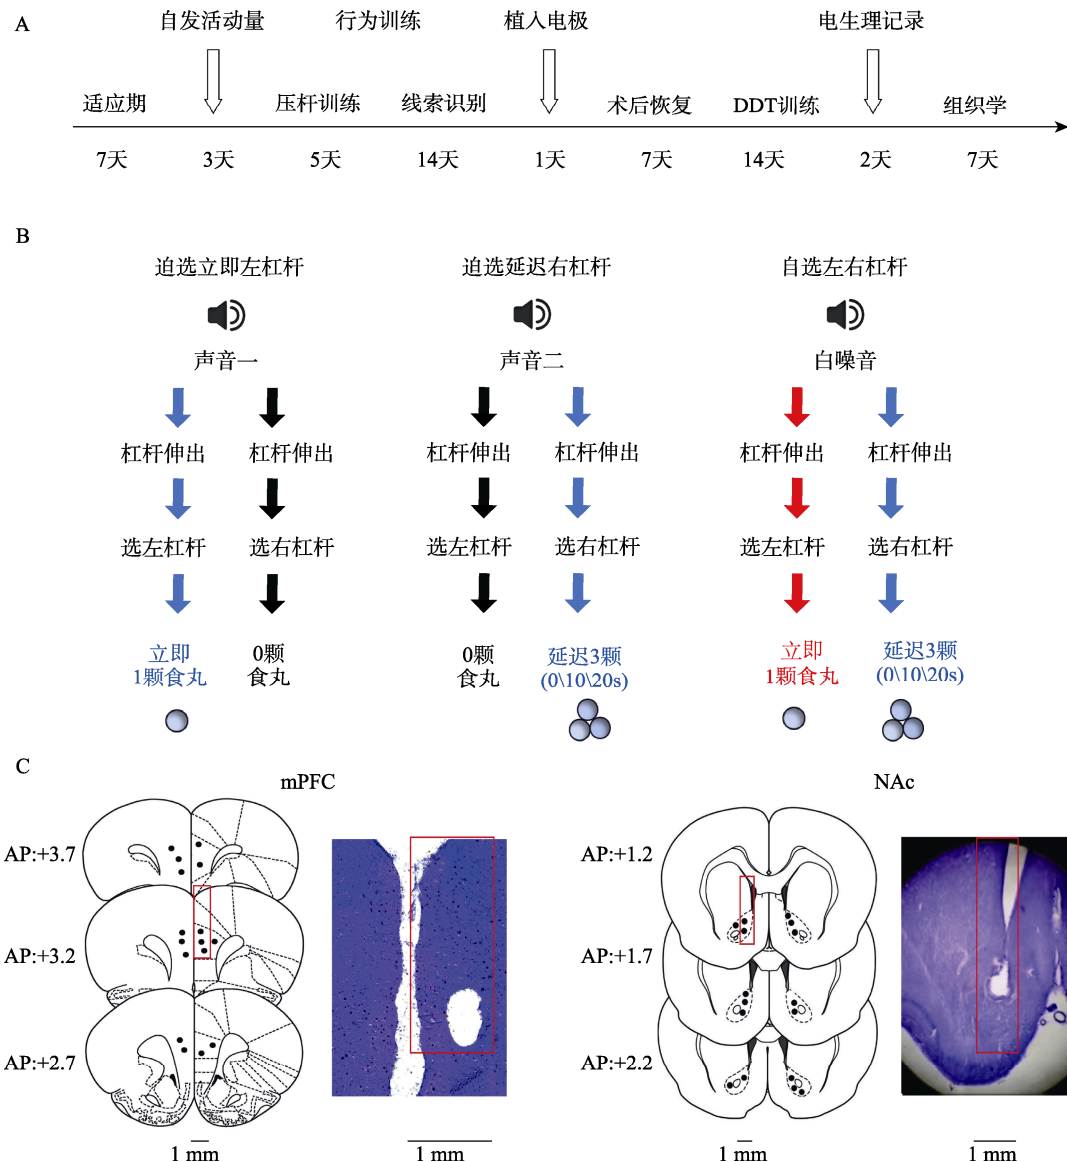 A
自发活动量 行为训练 植入电极 电生理记录
适应期 压杆训练 线索识别 术后恢复 DDT训练 组织学
7天 3天 5天 14天 1天 7天 14天 2天 7天
B
迫选立即左杠杆 迫选延迟右杠杆 自选左右杠杆
声音一 声音二 白噪音
杠杆伸出 杠杆伸出 杠杆伸出 杠杆伸出 杠杆伸出 杠杆伸出
选左杠杆 选右杠杆 选左杠杆 选右杠杆 选左杠杆 选右杠杆
立即 0颗 0颗 延迟3颗 立即 延迟3颗
1颗食丸 食丸 食丸 (0\10\20s) 1颗食丸 (0\10\20s)
C
mPFC NAc
AP:+3.7 AP:+1.2
AP:+3.2 AP:+1.7
AP:+2.7 AP:+2.2
1 mm 1 mm 1 mm 1 mm